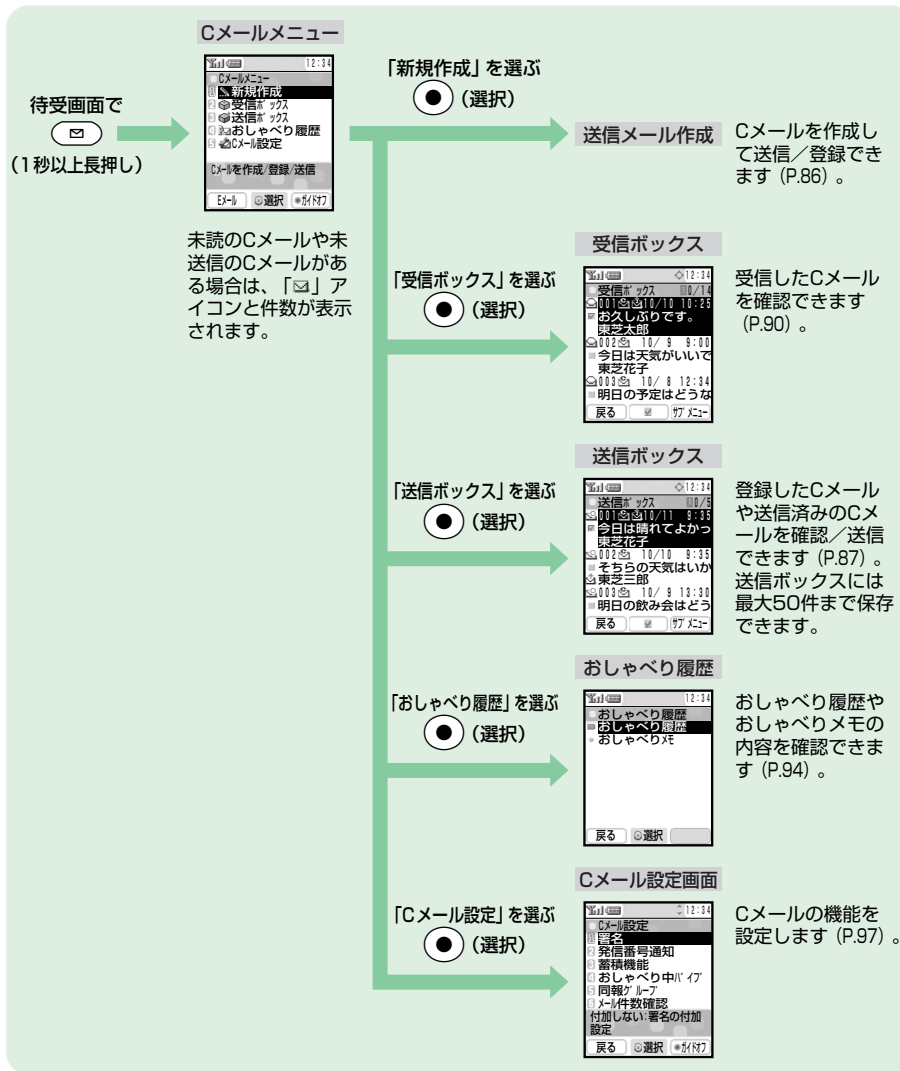 Cメールメニュー
待受画面で
(1秒以上長押し)
12:34
Cメールメニュー
1 新規作成
2 受信ボックス
3 送信ボックス
4 おしゃべり履歴
5 Cメール設定
Cメールを作成/登録/送信
Eメール 選択 ガイドオフ
未読のCメールや未
送信のCメールがあ
る場合は、「✉」ア
イコンと件数が表示
されます。
「新規作成」を選ぶ
(選択)
送信メール作成
Cメールを作成し
て送信／登録でき
ます (P.86) 。
「受信ボックス」を選ぶ
(選択)
受信ボックス
12:34
受信ボックス 0/14
001 10/10 10:25
お久しぶりです。
東芝太郎
002 10/ 9 9:00
今日は天気がいいで
東芝花子
003 10/ 8 12:34
明日の予定はどうな
戻る サブメニュー
受信したCメール
を確認できます
(P.90) 。
「送信ボックス」を選ぶ
(選択)
送信ボックス
12:34
送信ボックス 0/5
001 10/11 9:35
今日は晴れてよかっ
東芝花子
002 10/10 9:35
そちらの天気はいか
東芝三郎
003 10/ 9 13:30
明日の飲み会はどう
戻る サブメニュー
登録したCメール
や送信済みのCメ
ールを確認／送信
できます (P.87) 。
送信ボックスには
最大50件まで保存
できます。
「おしゃべり履歴」を選ぶ
(選択)
おしゃべり履歴
12:34
おしゃべり履歴
おしゃべり履歴
おしゃべりメモ
戻る 選択
おしゃべり履歴や
おしゃべりメモの
内容を確認できま
す (P.94) 。
「Cメール設定」を選ぶ
(選択)
Cメール設定画面
12:34
Cメール設定
1 署名
2 発信番号通知
3 蓄積機能
4 おしゃべり中バイブ
5 同報グループ
6 メール件数確認
付加しない:署名の付加
設定
戻る 選択 ガイドオフ
Cメールの機能を
設定します (P.97) 。